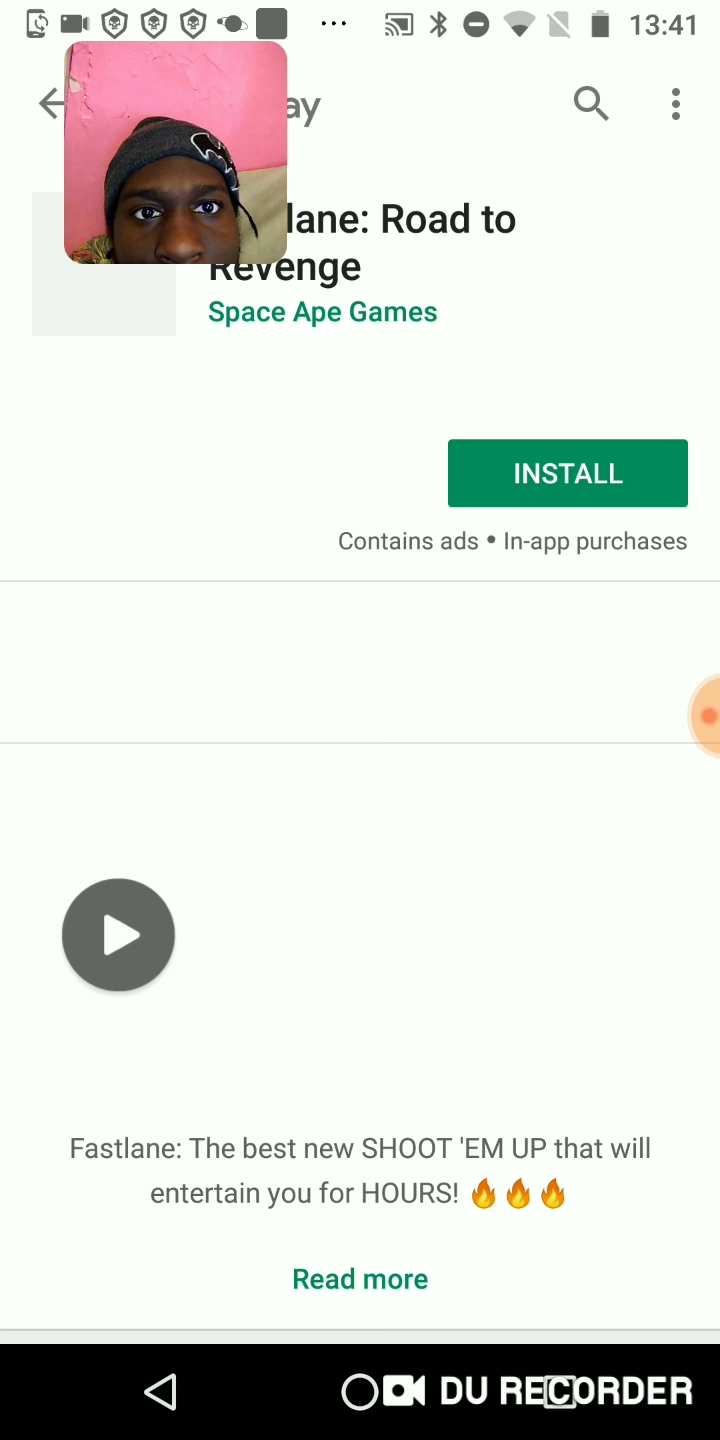 13:41
ay
lane: Road to
Revenge
Space Ape Games
INSTALL
Contains ads • In-app purchases
Fastlane: The best new SHOOT 'EM UP that will
entertain you for HOURS! 🔥🔥🔥
Read more
DU RECORDER